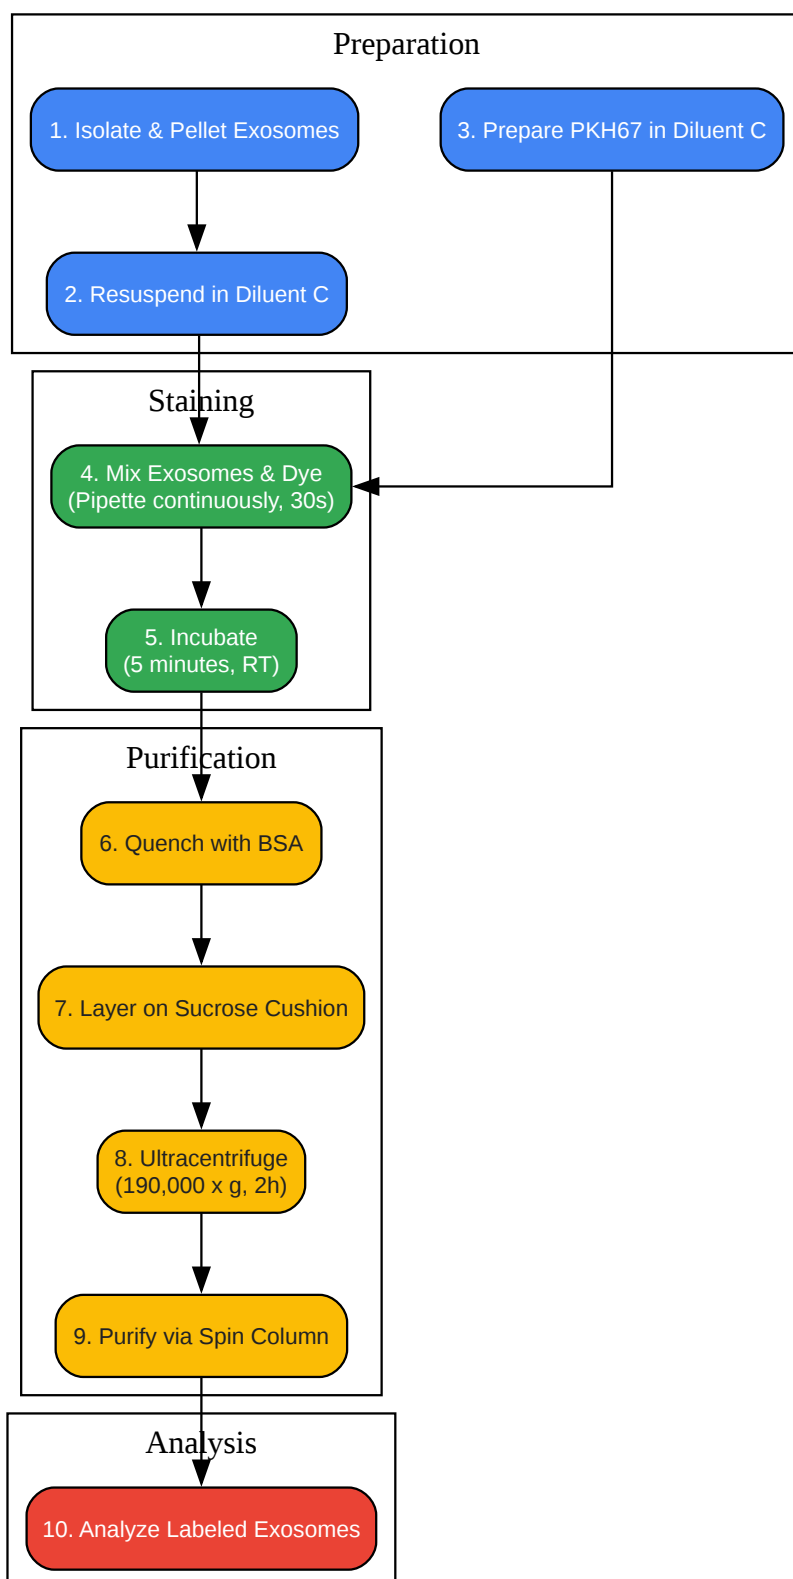 Preparation
1. Isolate & Pellet Exosomes
3. Prepare PKH67 in Diluent C
2. Resuspend in Diluent C
Staining
4. Mix Exosomes & Dye
(Pipette continuously, 30s)
5. Incubate
(5 minutes, RT)
Purification
6. Quench with BSA
7. Layer on Sucrose Cushion
8. Ultracentrifuge
(190,000 x g, 2h)
9. Purify via Spin Column
Analysis
10. Analyze Labeled Exosomes